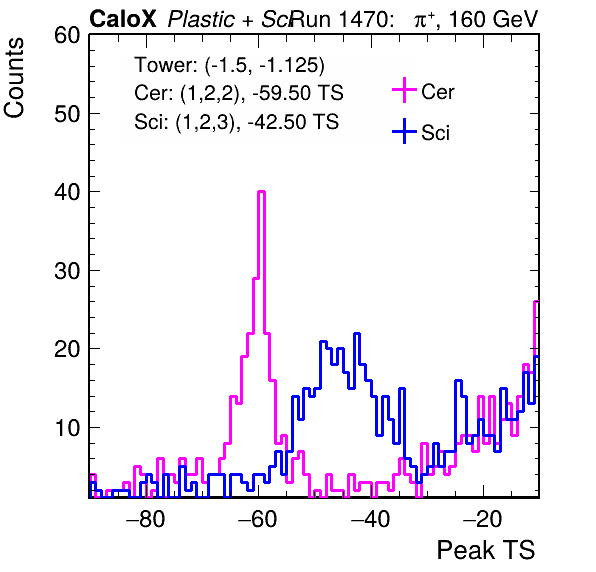 CaloX Plastic + Sci Run 1470: π+, 160 GeV
Counts
60
50
40
30
20
10
Tower: (-1.5, -1.125)
Cer: (1,2,2), -59.50 TS
Sci: (1,2,3), -42.50 TS
Cer
Sci
−80 −60 −40 −20
Peak TS